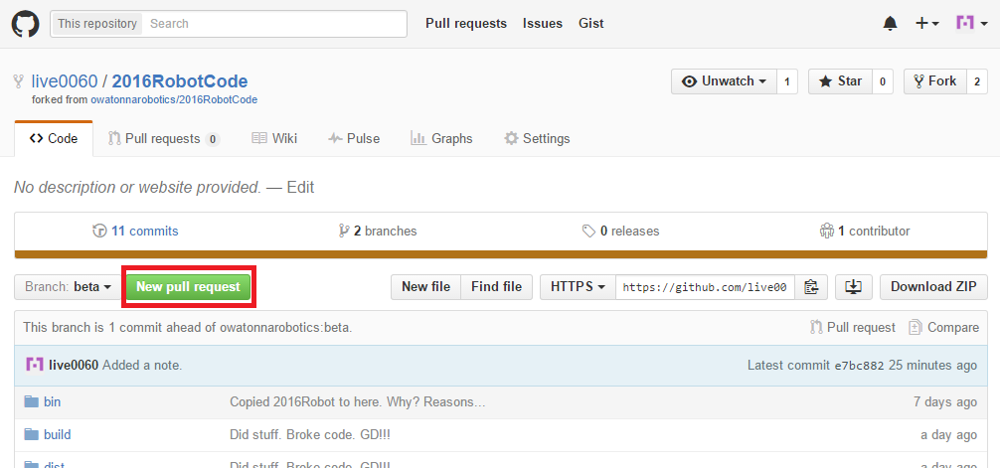 This repository Search Pull requests Issues Gist
live0060 / 2016RobotCode Unwatch 1 Star 0 Fork 2
forked from owatonnarobotics/2016RobotCode
Code Pull requests 0 Wiki Pulse Graphs Settings
No description or website provided. — Edit
11 commits 2 branches 0 releases 1 contributor
Branch: beta New pull request New file Find file HTTPS https://github.com/live00 Download ZIP
This branch is 1 commit ahead of owatonnarobotics:beta. Pull request Compare
live0060 Added a note. Latest commit e7bc882 25 minutes ago
bin Copied 2016Robot to here. Why? Reasons... 7 days ago
build Did stuff. Broke code. GD!!! a day ago
dist Did stuff. Broke code. GD!!! a day ago